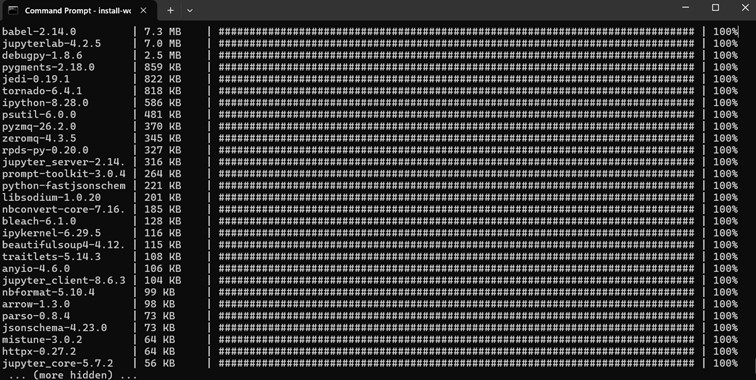 Command Prompt - install-wo
babel-2.14.0 | 7.3 MB | ############################################################################### | 100%
jupyterlab-4.2.5 | 7.0 MB | ############################################################################### | 100%
debugpy-1.8.6 | 2.5 MB | ############################################################################### | 100%
pygments-2.18.0 | 859 KB | ############################################################################### | 100%
jedi-0.19.1 | 822 KB | ############################################################################### | 100%
tornado-6.4.1 | 818 KB | ############################################################################### | 100%
ipython-8.28.0 | 586 KB | ############################################################################### | 100%
psutil-6.0.0 | 481 KB | ############################################################################### | 100%
pyzmq-26.2.0 | 370 KB | ############################################################################### | 100%
zeromq-4.3.5 | 345 KB | ############################################################################### | 100%
rpds-py-0.20.0 | 327 KB | ############################################################################### | 100%
jupyter_server-2.14. | 316 KB | ############################################################################### | 100%
prompt-toolkit-3.0.4 | 264 KB | ############################################################################### | 100%
python-fastjsonschem | 221 KB | ############################################################################### | 100%
libsodium-1.0.20 | 201 KB | ############################################################################### | 100%
nbconvert-core-7.16. | 185 KB | ############################################################################### | 100%
bleach-6.1.0 | 128 KB | ############################################################################### | 100%
ipykernel-6.29.5 | 116 KB | ############################################################################### | 100%
beautifulsoup4-4.12. | 115 KB | ############################################################################### | 100%
traitlets-5.14.3 | 108 KB | ############################################################################### | 100%
anyio-4.6.0 | 106 KB | ############################################################################### | 100%
jupyter_client-8.6.3 | 104 KB | ############################################################################### | 100%
nbformat-5.10.4 | 99 KB | ############################################################################### | 100%
arrow-1.3.0 | 98 KB | ############################################################################### | 100%
parso-0.8.4 | 73 KB | ############################################################################### | 100%
jsonschema-4.23.0 | 73 KB | ############################################################################### | 100%
mistune-3.0.2 | 64 KB | ############################################################################### | 100%
httpx-0.27.2 | 64 KB | ############################################################################### | 100%
jupyter_core-5.7.2 | 56 KB | ############################################################################### | 100%
... (more hidden) ...